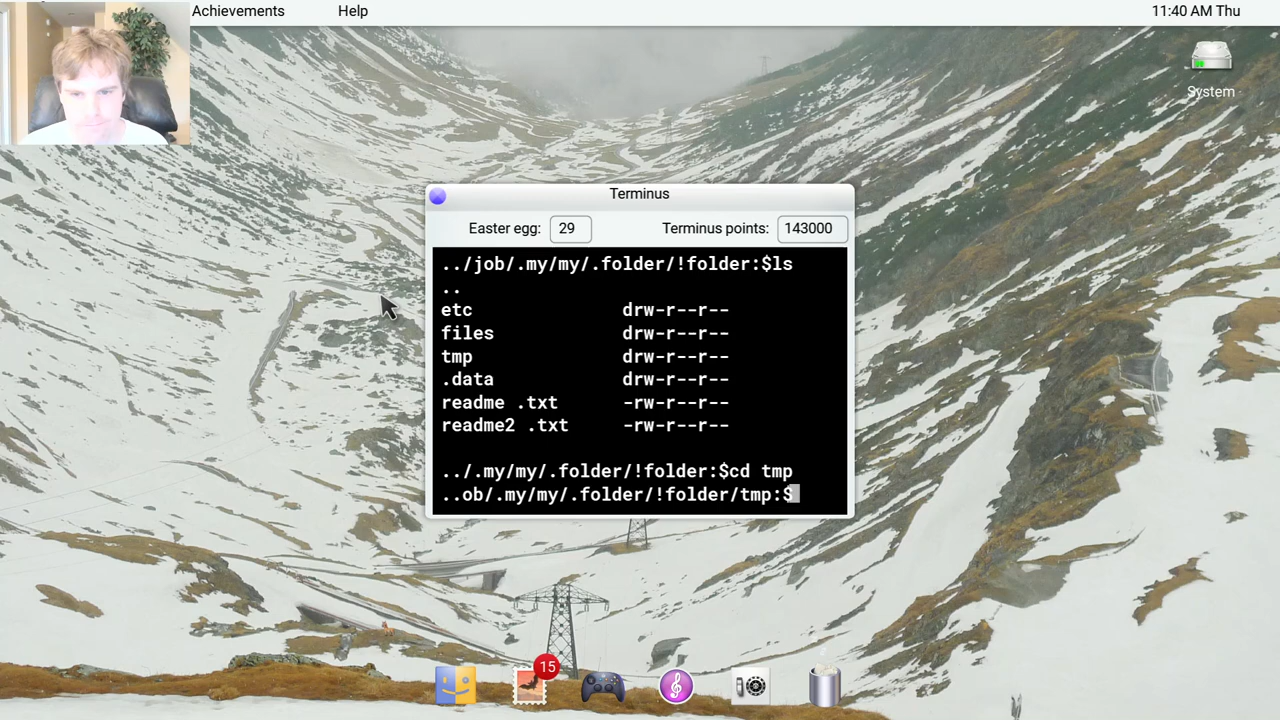 Achievements Help 11:40 AM Thu
System
Terminus
Easter egg: 29 Terminus points: 143000
../job/.my/my/.folder/!folder:$ls
..
etc drw-r--r--
files drw-r--r--
tmp drw-r--r--
.data drw-r--r--
readme .txt -rw-r--r--
readme2 .txt -rw-r--r--
../.my/my/.folder/!folder:$cd tmp
..ob/.my/my/.folder/!folder/tmp:$
15